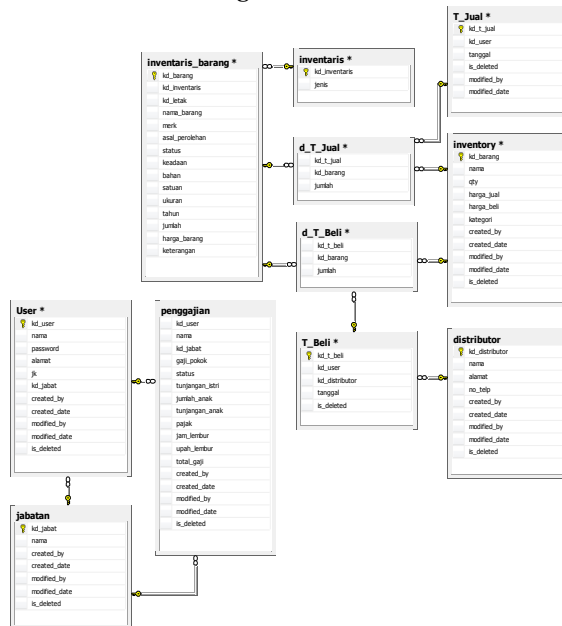 T_Jual *
kd_t_jual
kd_user
tanggal
is_deleted
modified_by
modified_date
inventaris_barang *
kd_barang
kd_inventaris
kd_letak
nama_barang
merk
asal_perolehan
status
keadaan
bahan
satuan
ukuran
tahun
jumlah
harga_barang
keterangan
inventaris *
kd_inventaris
jenis
d_T_Jual *
kd_t_jual
kd_barang
jumlah
inventory *
kd_barang
nama
qty
harga_jual
harga_beli
kategori
created_by
created_date
modified_by
modified_date
is_deleted
d_T_Beli *
kd_t_beli
kd_barang
jumlah
User *
kd_user
nama
password
alamat
jk
kd_jabat
created_by
created_date
modified_by
modified_date
is_deleted
penggajian
kd_user
nama
kd_jabat
gaji_pokok
status
tunjangan_istri
jumlah_anak
tunjangan_anak
pajak
jam_lembur
upah_lembur
total_gaji
created_by
created_date
modified_by
modified_date
is_deleted
T_Beli *
kd_t_beli
kd_user
kd_distributor
tanggal
is_deleted
distributor
kd_distributor
nama
alamat
no_telp
created_by
created_date
modified_by
modified_date
is_deleted
jabatan
kd_jabat
nama
created_by
created_date
modified_by
modified_date
is_deleted